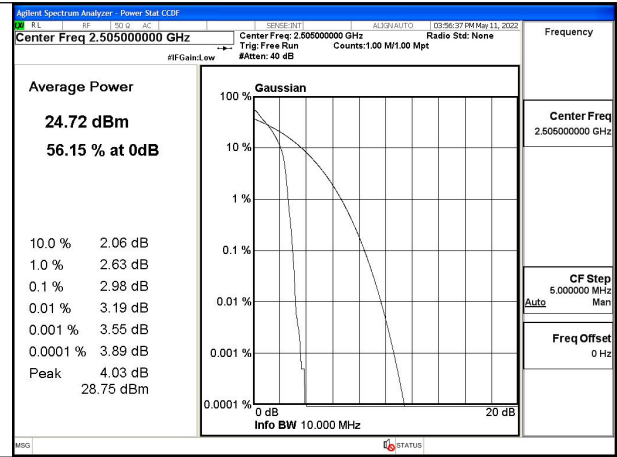 Agilent Spectrum Analyzer - Power Stat CCDF
RL RF 50 Ω AC SENSE:INT ALIGN AUTO 03:56:37 PM May 11, 2022
Center Freq 2.505000000 GHz
Center Freq: 2.505000000 GHz Radio Std: None
Trig: Free Run Counts:1.00 M/1.00 Mpt
#IFGain:Low #Atten: 40 dB
Frequency
Average Power
24.72 dBm
56.15 % at 0dB
10.0 % 2.06 dB
1.0 % 2.63 dB
0.1 % 2.98 dB
0.01 % 3.19 dB
0.001 % 3.55 dB
0.0001 % 3.89 dB
Peak 4.03 dB
28.75 dBm
Gaussian
100 %
10 %
1 %
0.1 %
0.01 %
0.001 %
0.0001 %
0 dB 20 dB
Info BW 10.000 MHz
Center Freq
2.505000000 GHz
CF Step
5.000000 MHz
Auto Man
Freq Offset
0 Hz
MSG STATUS